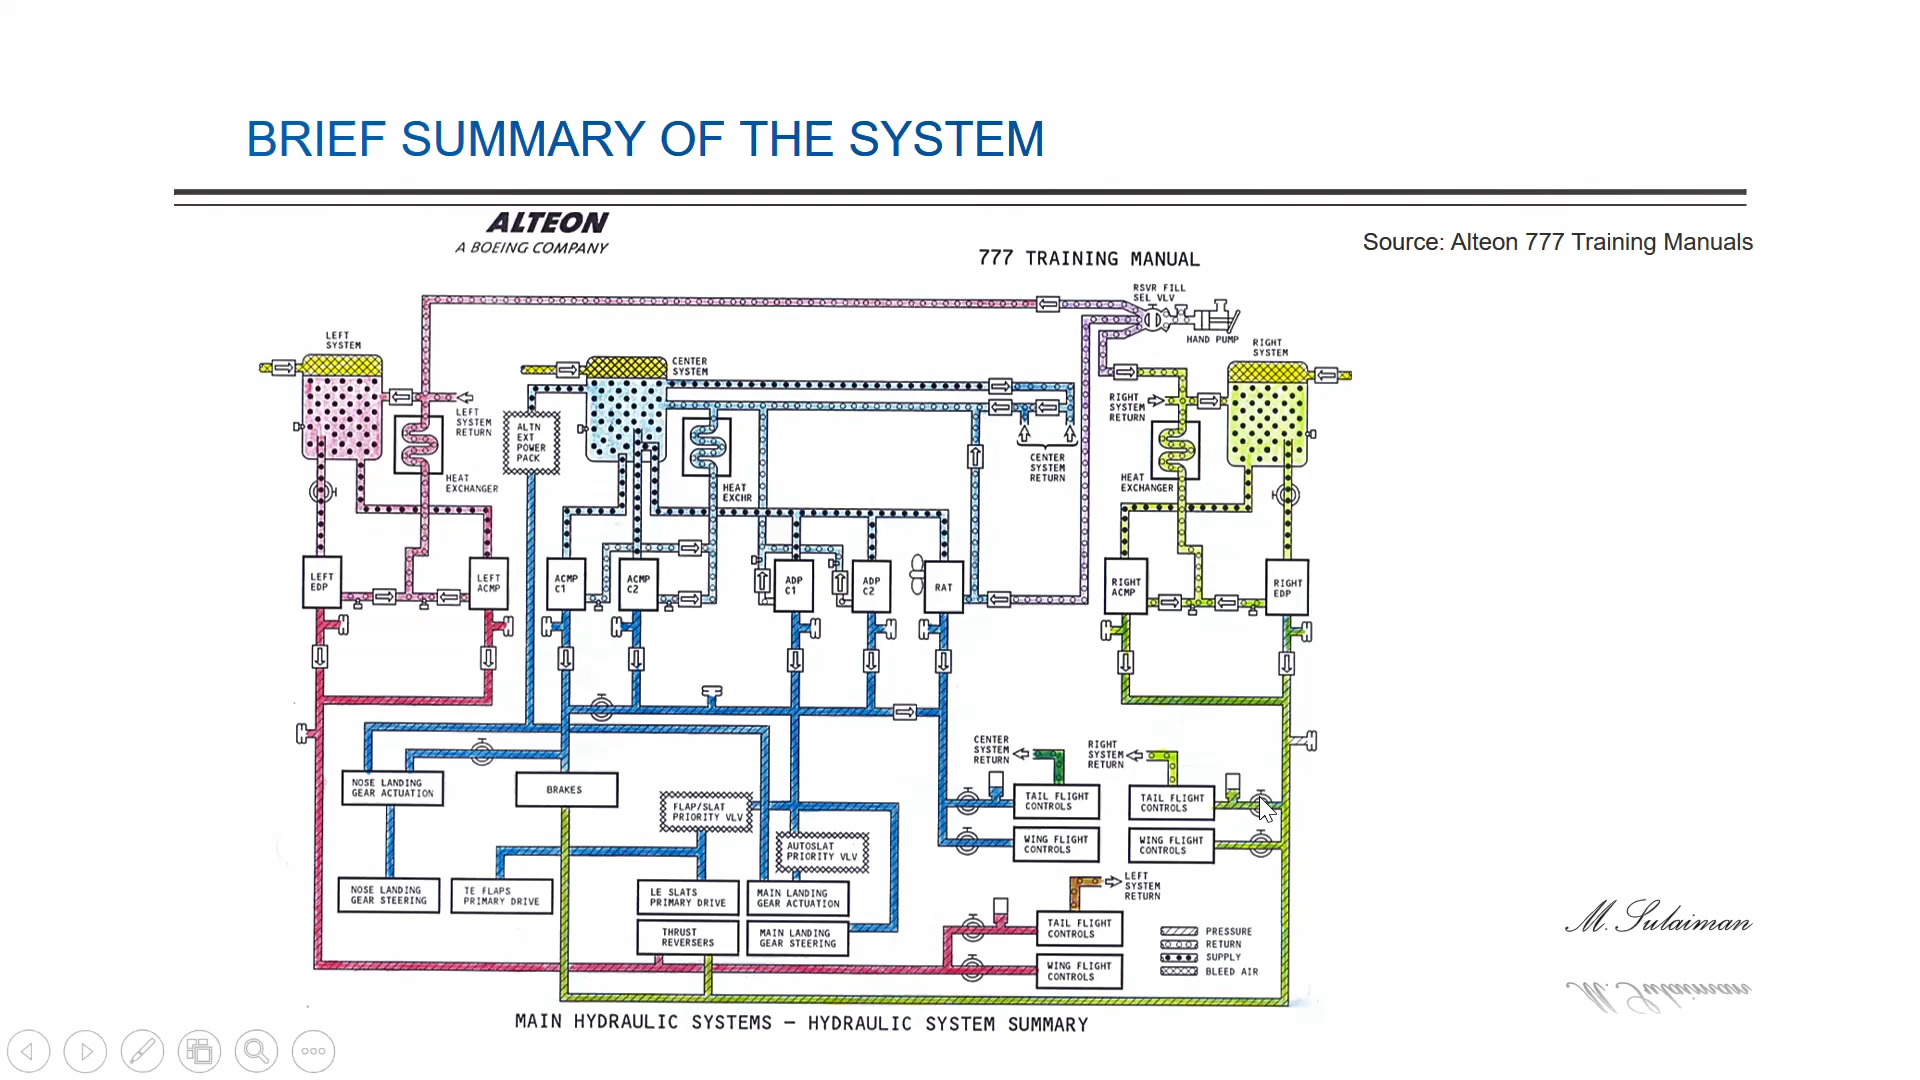 BRIEF SUMMARY OF THE SYSTEM
ALTEON
A BOEING COMPANY
Source: Alteon 777 Training Manuals
777 TRAINING MANUAL
RSVR FILL
SEL VLV
HAND PUMP
LEFT
SYSTEM
CENTER
SYSTEM
RIGHT
SYSTEM
LEFT
SYSTEM
RETURN
ALTN
EXT
POWER
PACK
HEAT
EXCHANGER
HEAT
EXCHR
CENTER
SYSTEM
RETURN
RIGHT
SYSTEM
RETURN
HEAT
EXCHANGER
LEFT
EDP
LEFT
ACMP
ACMP
C1
ACMP
C2
ADP
C1
ADP
C2
RAT
RIGHT
ACMP
RIGHT
EDP
CENTER
SYSTEM
RETURN
RIGHT
SYSTEM
RETURN
NOSE LANDING
GEAR ACTUATION
BRAKES
FLAP/SLAT
PRIORITY VLV
TAIL FLIGHT
CONTROLS
TAIL FLIGHT
CONTROLS
AUTOSLAT
PRIORITY VLV
WING FLIGHT
CONTROLS
WING FLIGHT
CONTROLS
NOSE LANDING
GEAR STEERING
TE FLAPS
PRIMARY DRIVE
LE SLATS
PRIMARY DRIVE
MAIN LANDING
GEAR ACTUATION
LEFT
SYSTEM
RETURN
THRUST
REVERSERS
MAIN LANDING
GEAR STEERING
TAIL FLIGHT
CONTROLS
WING FLIGHT
CONTROLS
PRESSURE
RETURN
SUPPLY
BLEED AIR
M. Sulaiman
MAIN HYDRAULIC SYSTEMS – HYDRAULIC SYSTEM SUMMARY